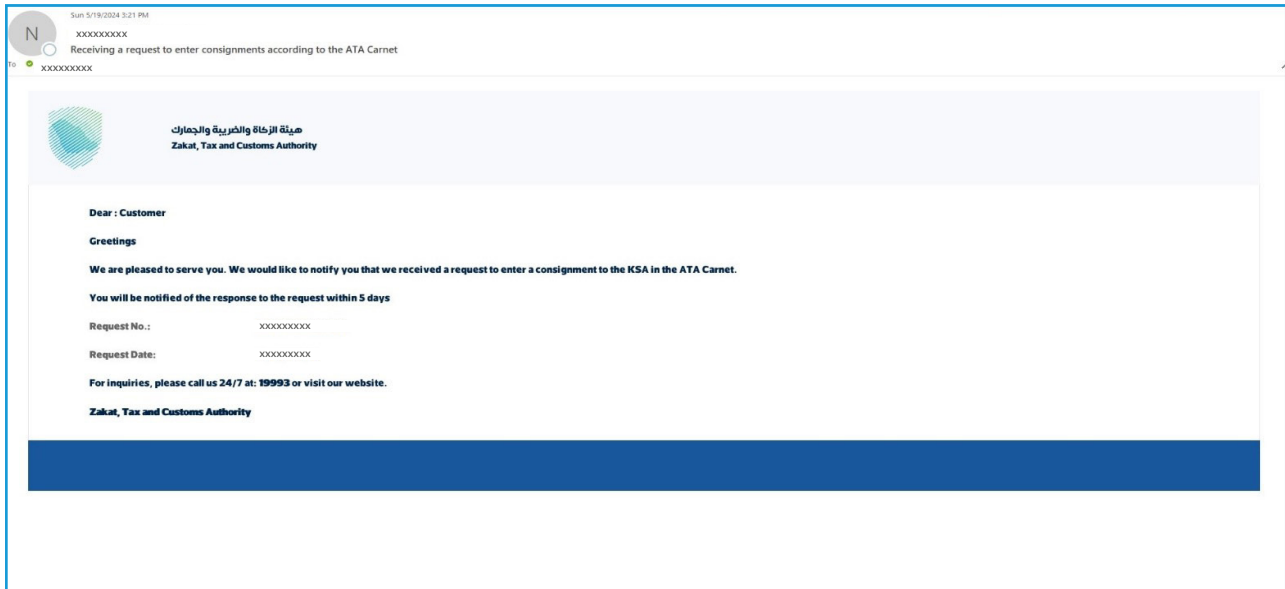 Sun 5/19/2024 3:21 PM
N
xxxxxxxxx
Receiving a request to enter consignments according to the ATA Carnet
To xxxxxxxxx
هيئة الزكاة والضريبة والجمارك
Zakat, Tax and Customs Authority
Dear : Customer
Greetings
We are pleased to serve you. We would like to notify you that we received a request to enter a consignment to the KSA in the ATA Carnet.
You will be notified of the response to the request within 5 days
Request No.: xxxxxxxxx
Request Date: xxxxxxxxx
For inquiries, please call us 24/7 at: 19993 or visit our website.
Zakat, Tax and Customs Authority